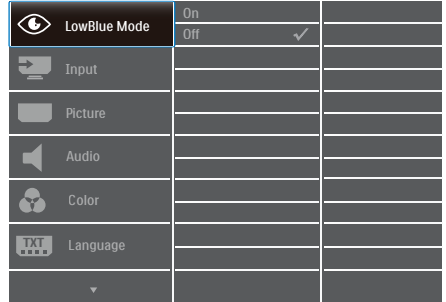 LowBlue Mode
On
Off
Input
Picture
Audio
Color
TXT
Language